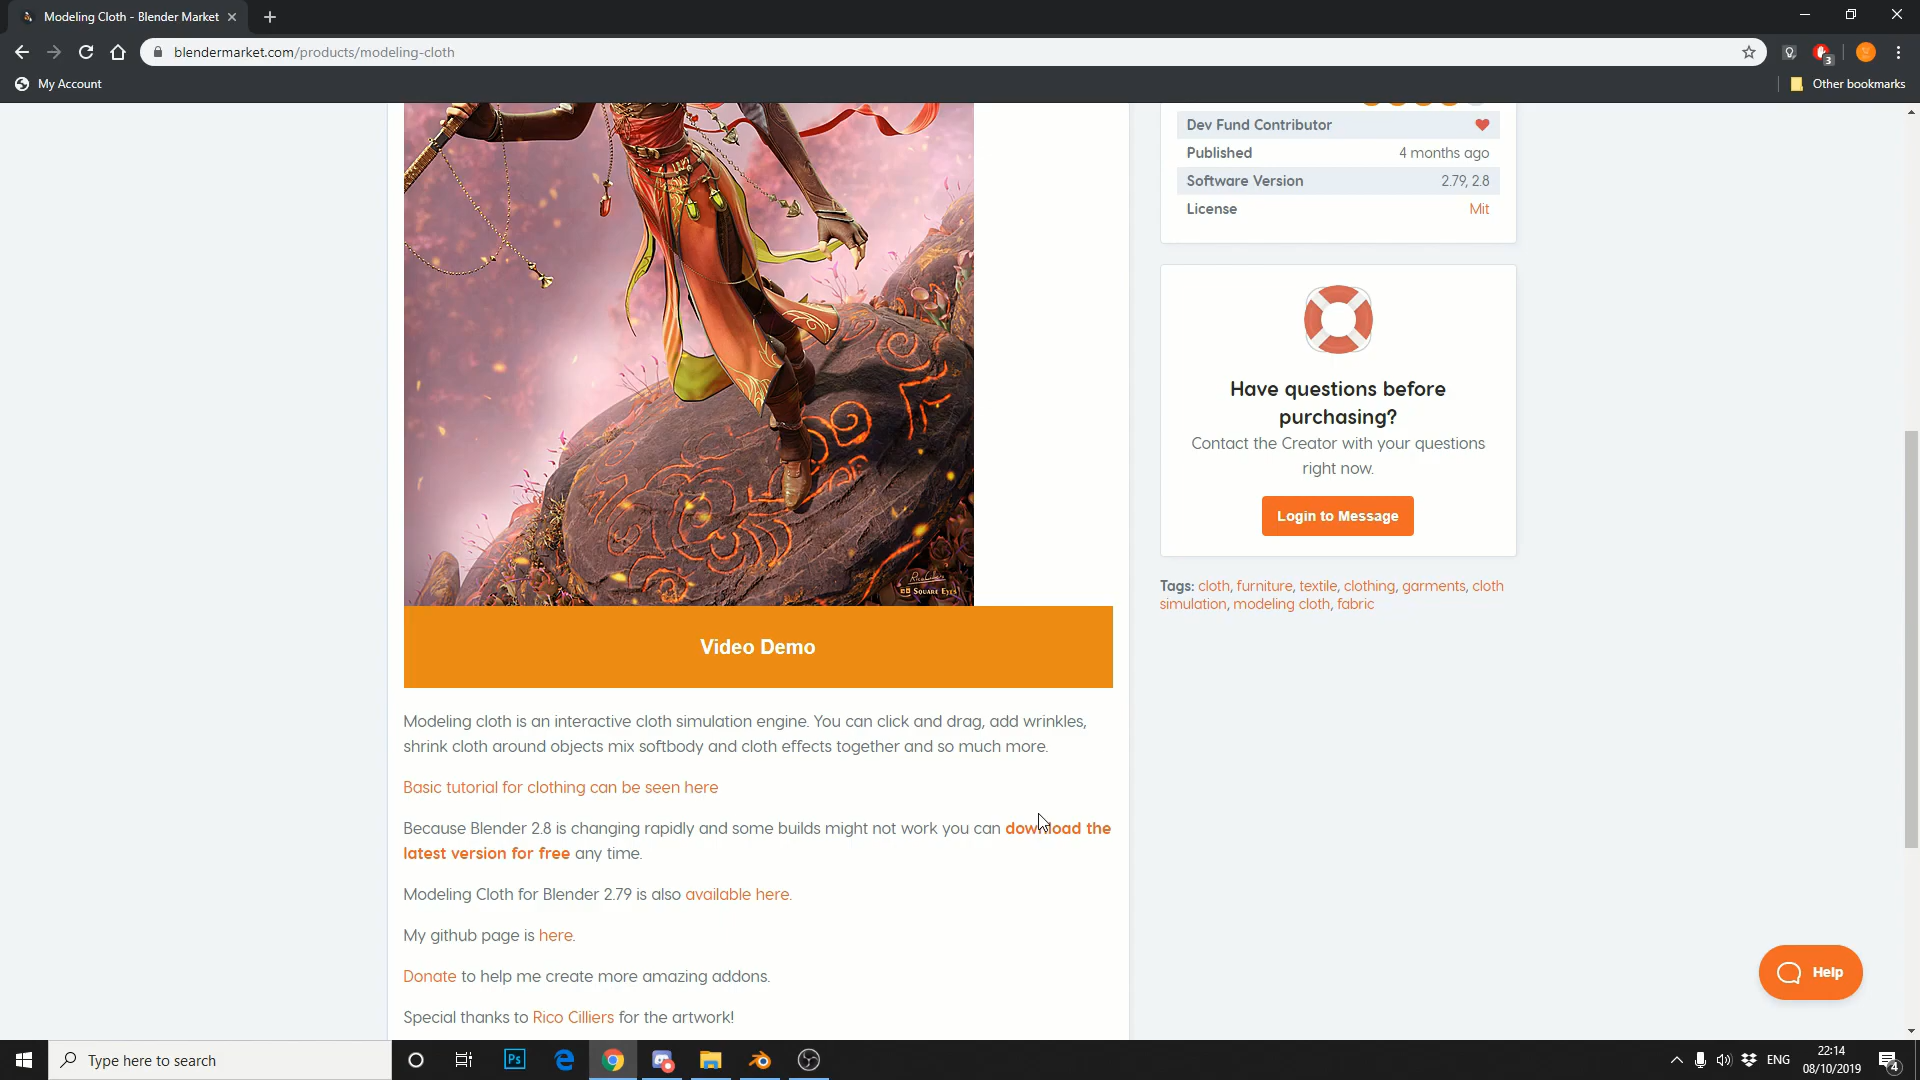 Modeling Cloth - Blender Market
blendermarket.com/products/modeling-cloth
3
My Account
Other bookmarks
Dev Fund Contributor
Published 4 months ago
Software Version 2.79, 2.8
License Mit
Have questions before
purchasing?
Contact the Creator with your questions
right now.
Login to Message
Tags: cloth, furniture, textile, clothing, garments, cloth
simulation, modeling cloth, fabric
SQUARE EYES
Video Demo
Modeling cloth is an interactive cloth simulation engine. You can click and drag, add wrinkles,
shrink cloth around objects mix softbody and cloth effects together and so much more.
Basic tutorial for clothing can be seen here
Because Blender 2.8 is changing rapidly and some builds might not work you can download the
latest version for free any time.
Modeling Cloth for Blender 2.79 is also available here.
My github page is here.
Donate to help me create more amazing addons.
Special thanks to Rico Cilliers for the artwork!
Help
Type here to search
Ps
ENG
22:14
08/10/2019
4